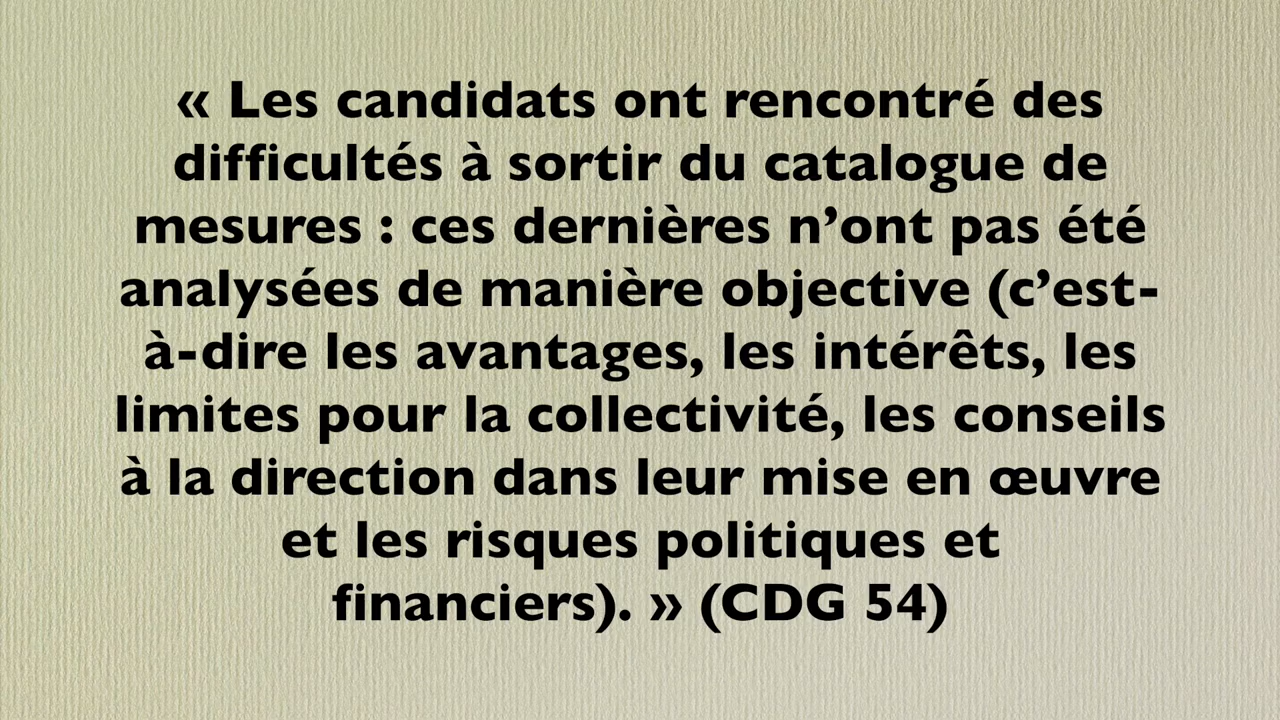 « Les candidats ont rencontré des
difficultés à sortir du catalogue de
mesures : ces dernières n’ont pas été
analysées de manière objective (c’est-
à-dire les avantages, les intérêts, les
limites pour la collectivité, les conseils
à la direction dans leur mise en œuvre
et les risques politiques et
financiers). » (CDG 54)